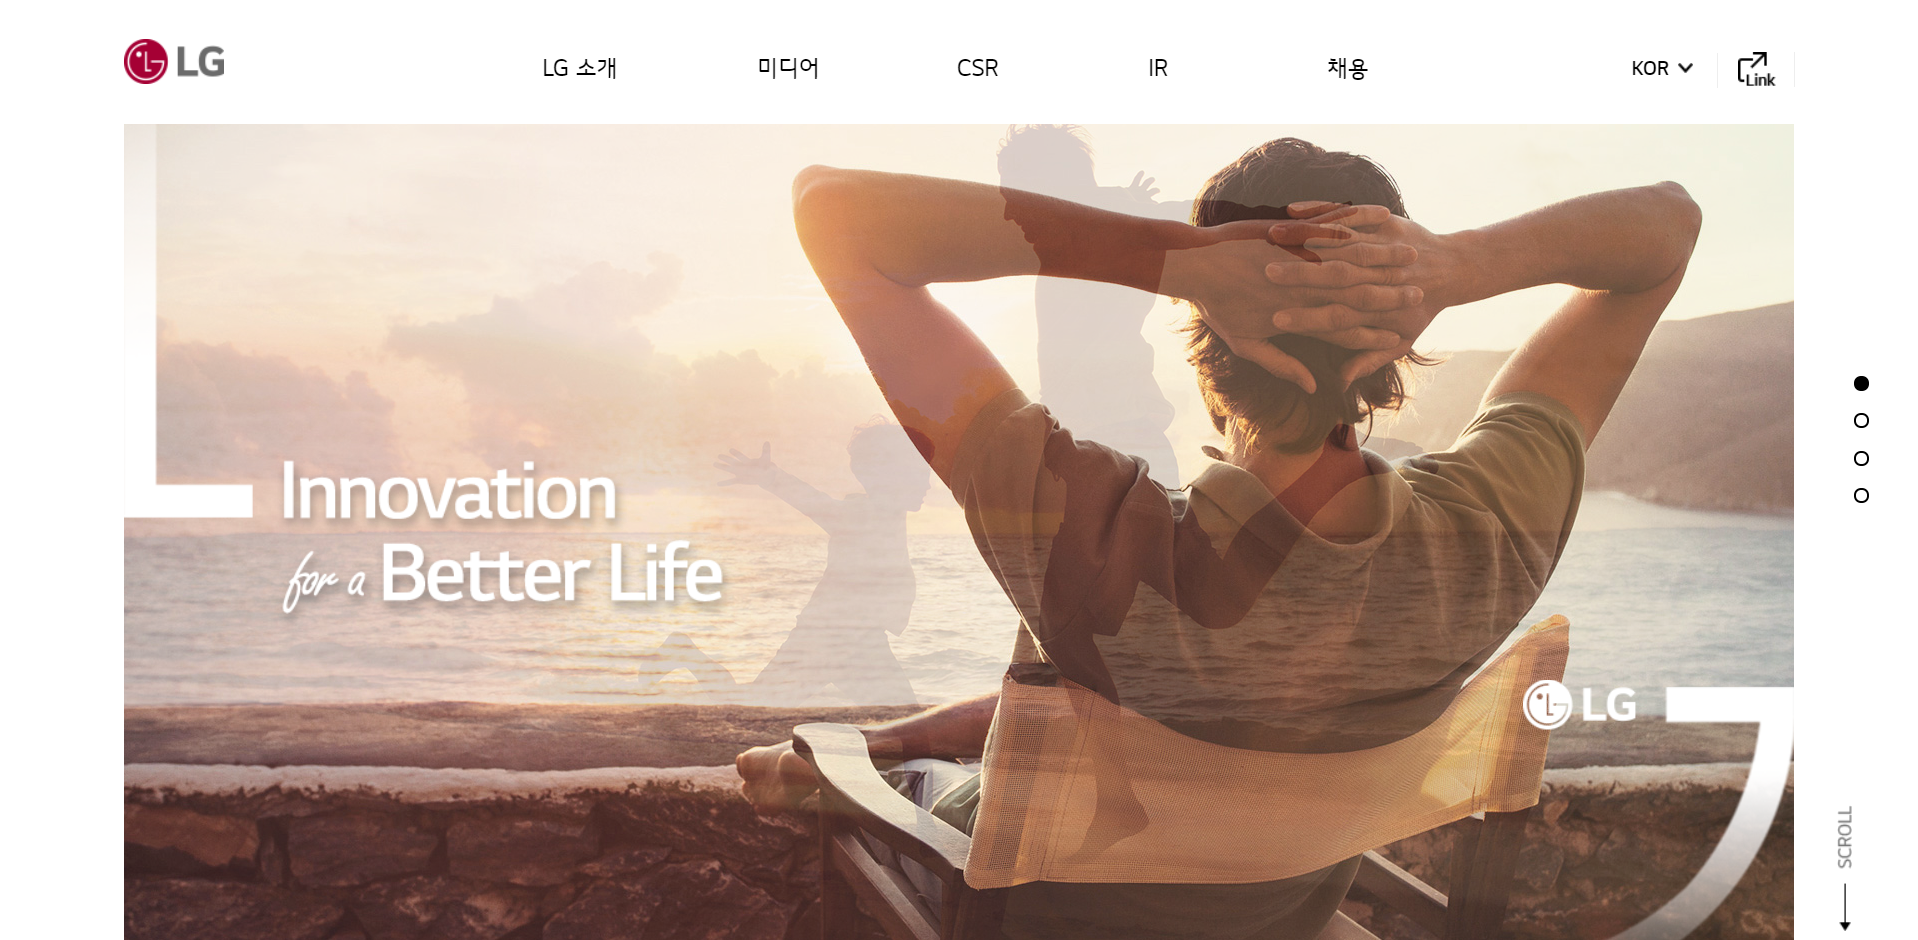 LG
LG 소개
미디어
CSR
IR
채용
KOR
Link
Innovation
for a Better Life
LG
SCROLL